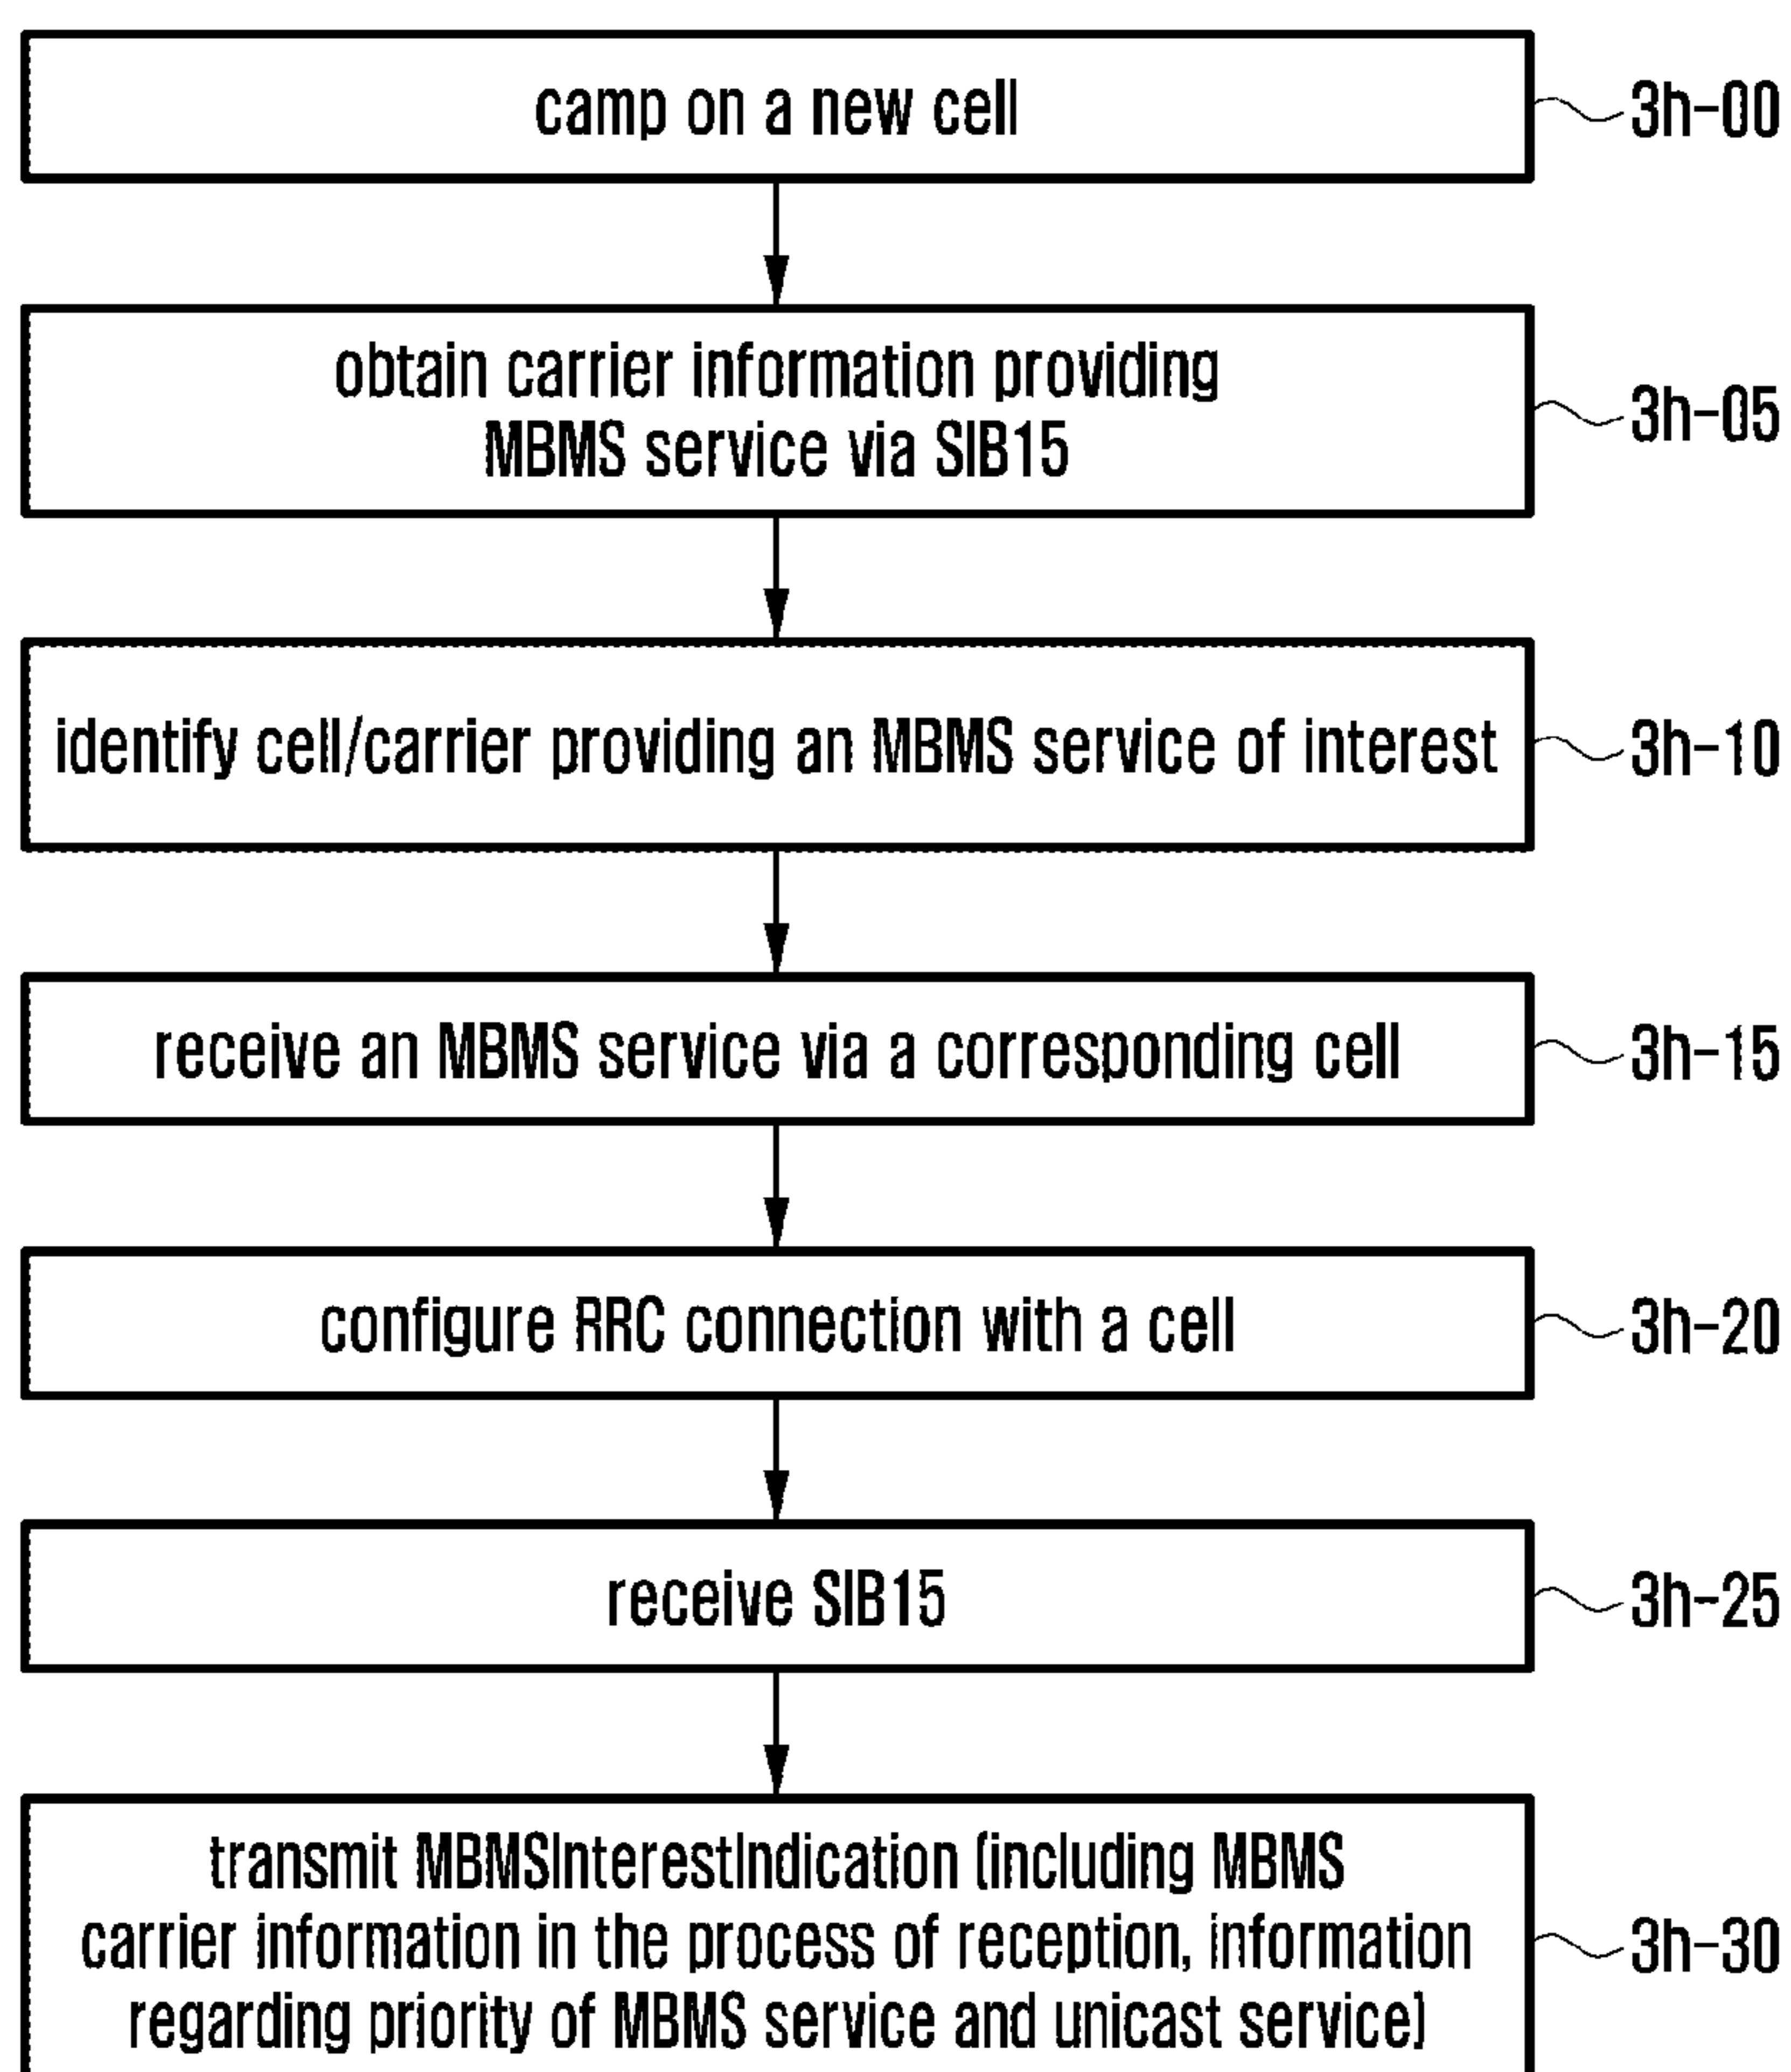 camp on a new cell
3h-00
obtain carrier information providing
MBMS service via SIB15
3h-05
identify cell/carrier providing an MBMS service of interest
3h-10
receive an MBMS service via a corresponding cell
3h-15
configure RRC connection with a cell
3h-20
receive SIB15
3h-25
transmit MBMSInterestIndication (including MBMS
carrier information in the process of reception, information
regarding priority of MBMS service and unicast service)
3h-30